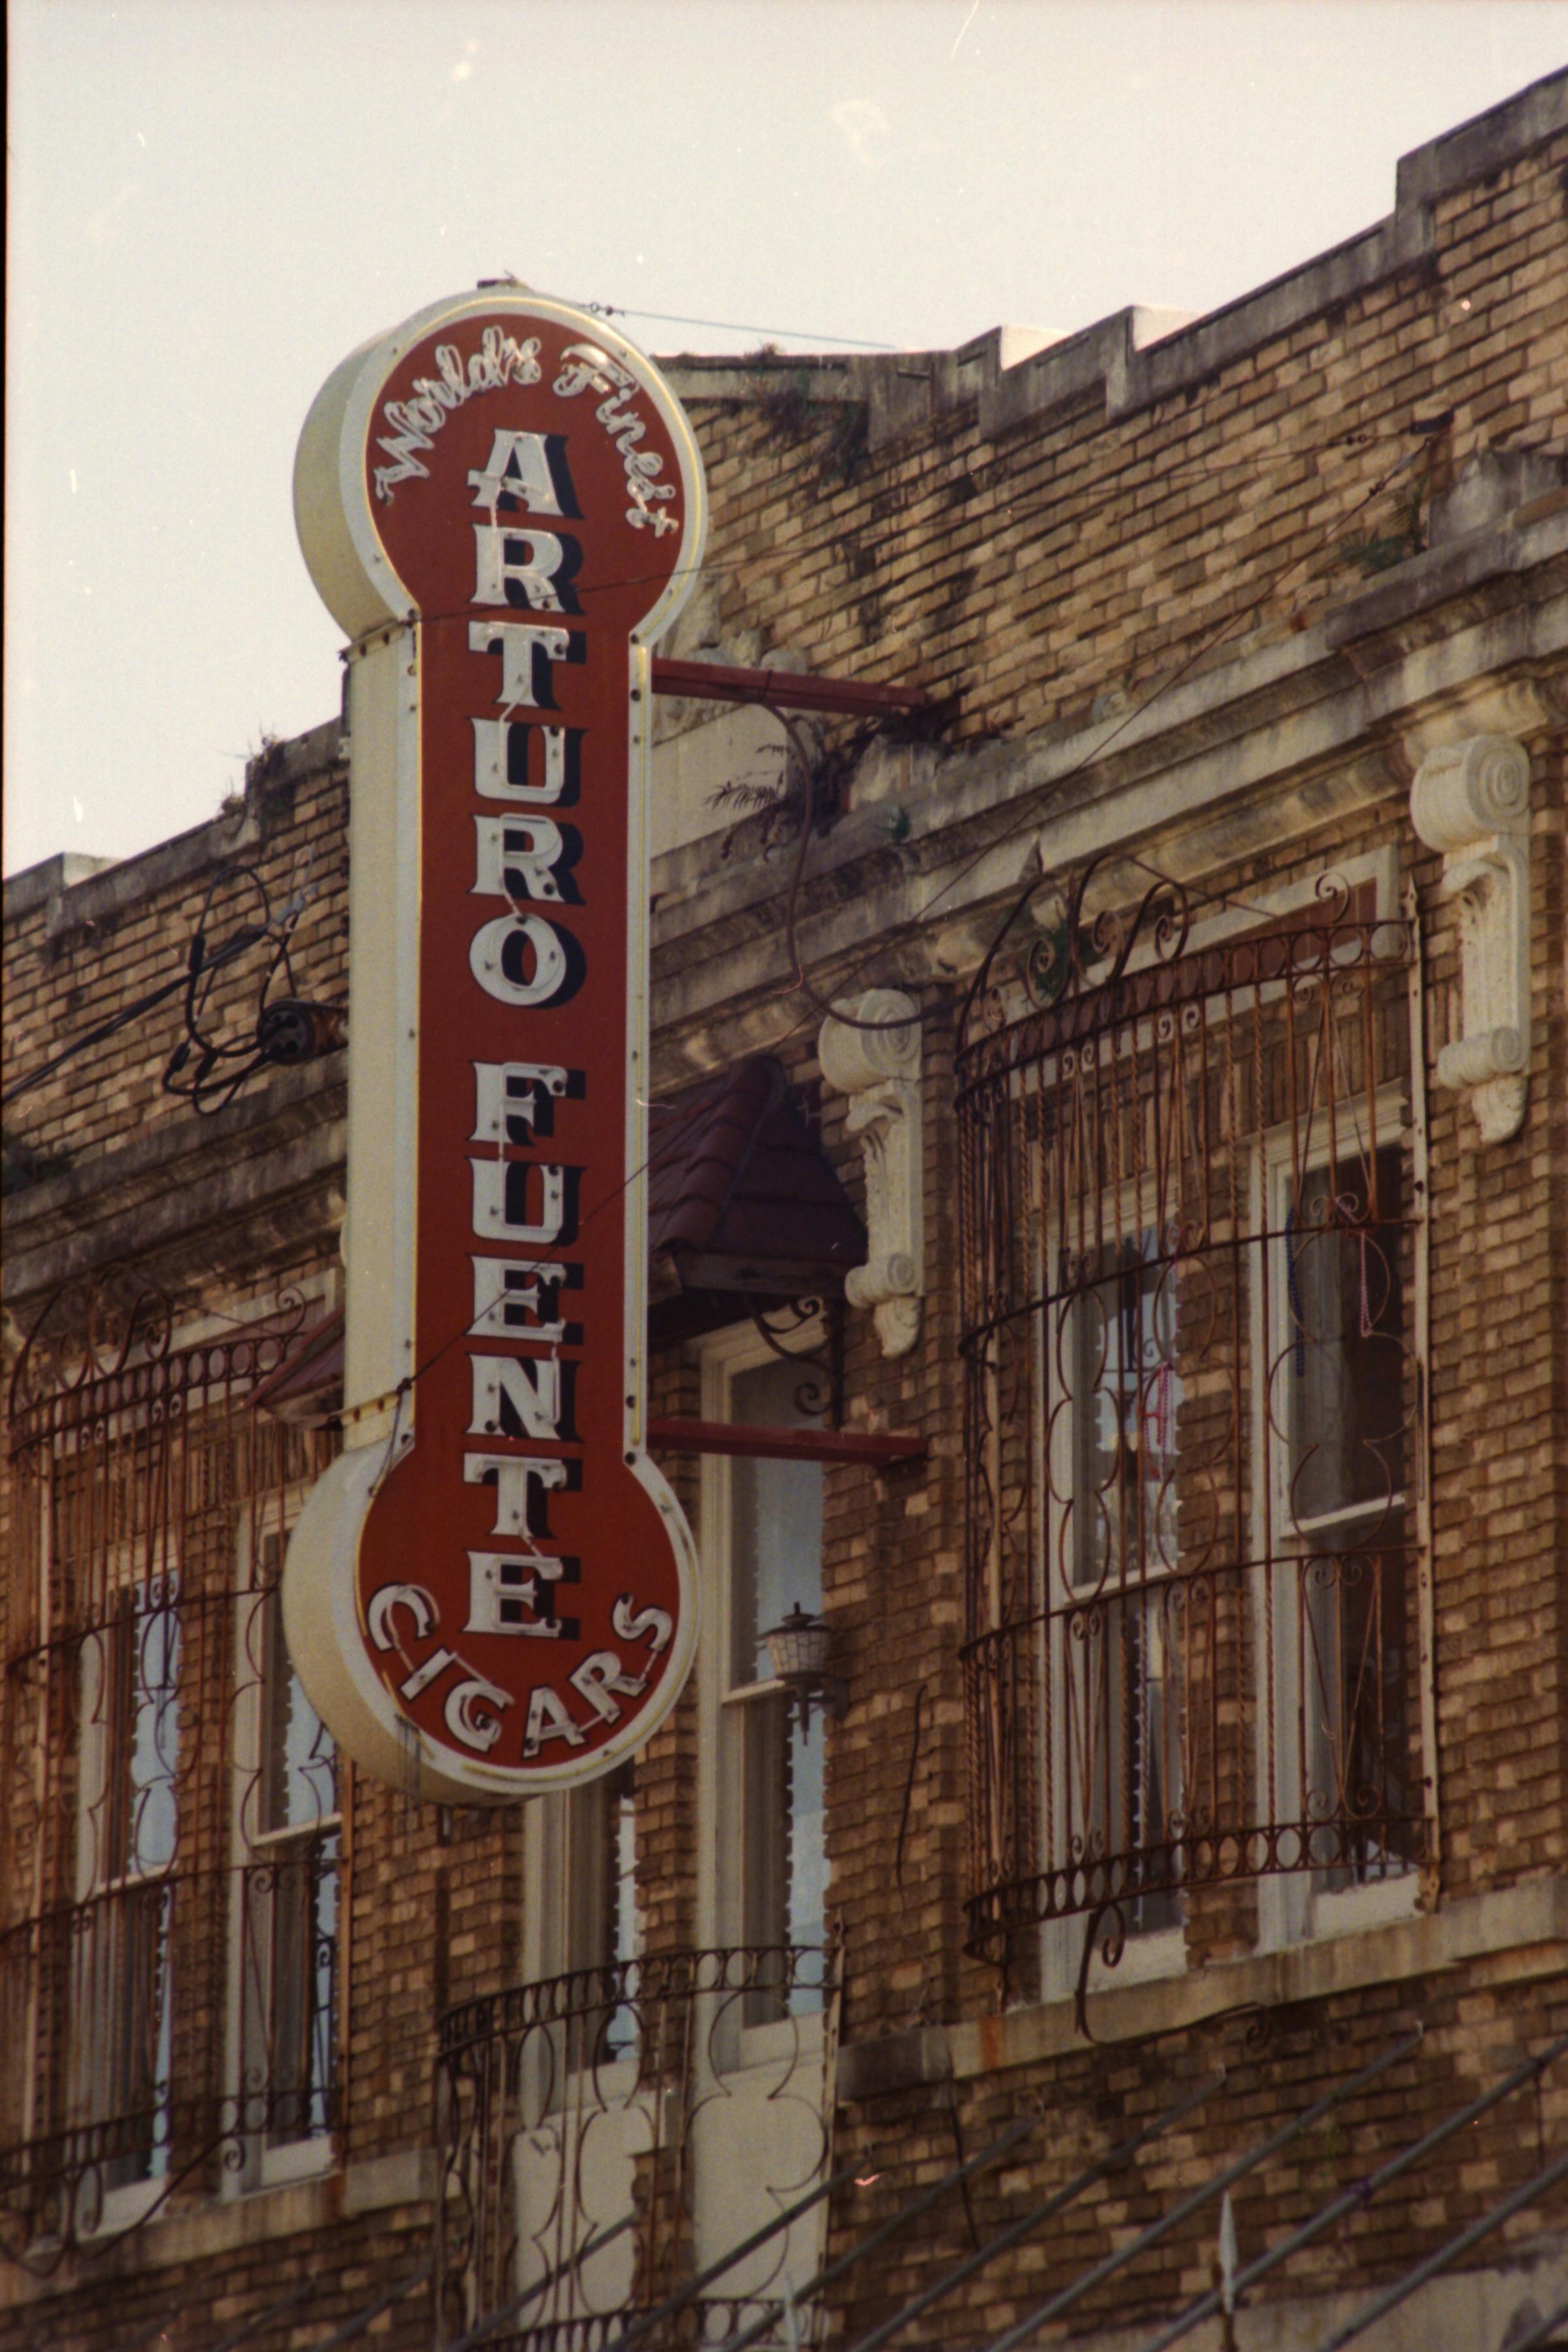 World's Finest
ARTURO FUENTE
CIGARS